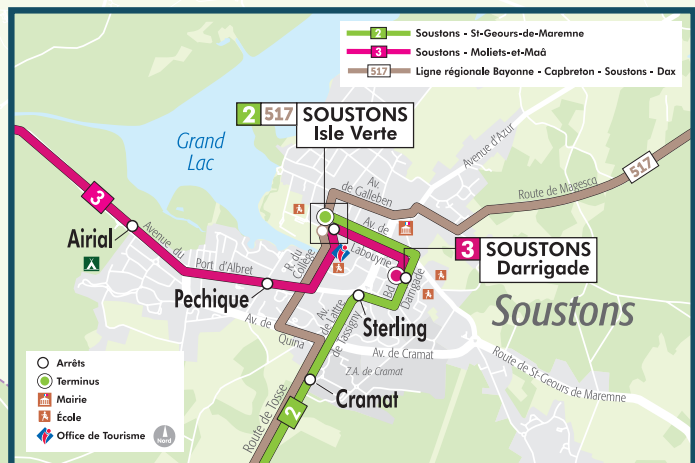 2 Soustons - St-Geours-de-Maremne
3 Soustons - Moliets-et-Maâ
517 Ligne régionale Bayonne - Capbreton - Soustons - Dax
2 517 SOUSTONS
Isle Verte
Grand
Lac
Avenue d'Azur
517
Av.
de Galleben
Route de Magescq
3
Airial
Avenue du
Port d'Albret
Pechique
R. du
Collège
Av. de
Labouyrie
3 SOUSTONS
Darrigade
Bd
Darrigade
Soustons
Av.
de Lattre
de Tassigny
Sterling
Av. de
Quina
Av. de Cramat
Z.A. de Cramat
Route de St-Geours de Maremne
Cramat
2
Route de Tosse
Arrêts
Terminus
Mairie
École
Office de Tourisme
Nord